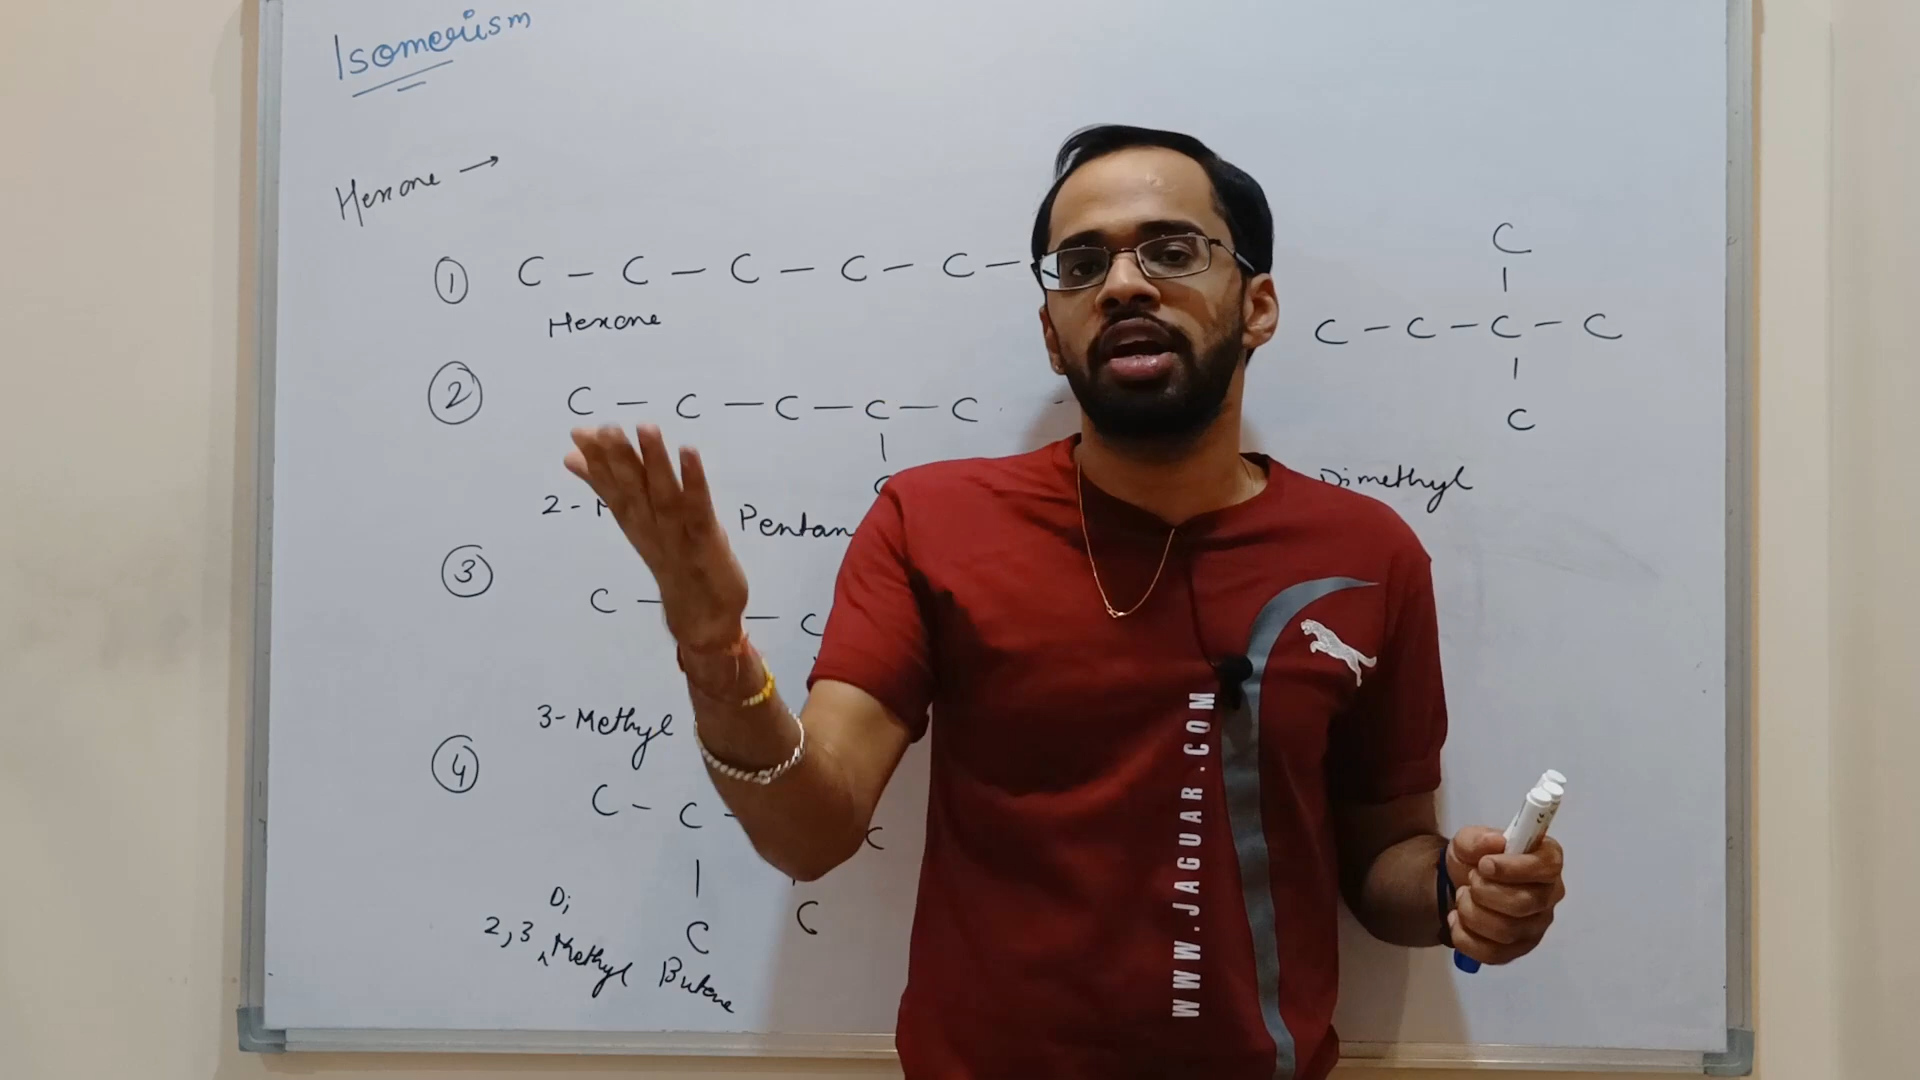 Isomerism
Hexane →
① C - C - C - C - C -
Hexane
② C - C - C - C - C
|
C
2-
Pentan
③ C - - C
3-Methyl
④ C - C - C
|
C C
Di
2,3 ^ Methyl Butane
C
|
C - C - C - C
|
C
Dimethyl
WWW.JAGUAR.COM